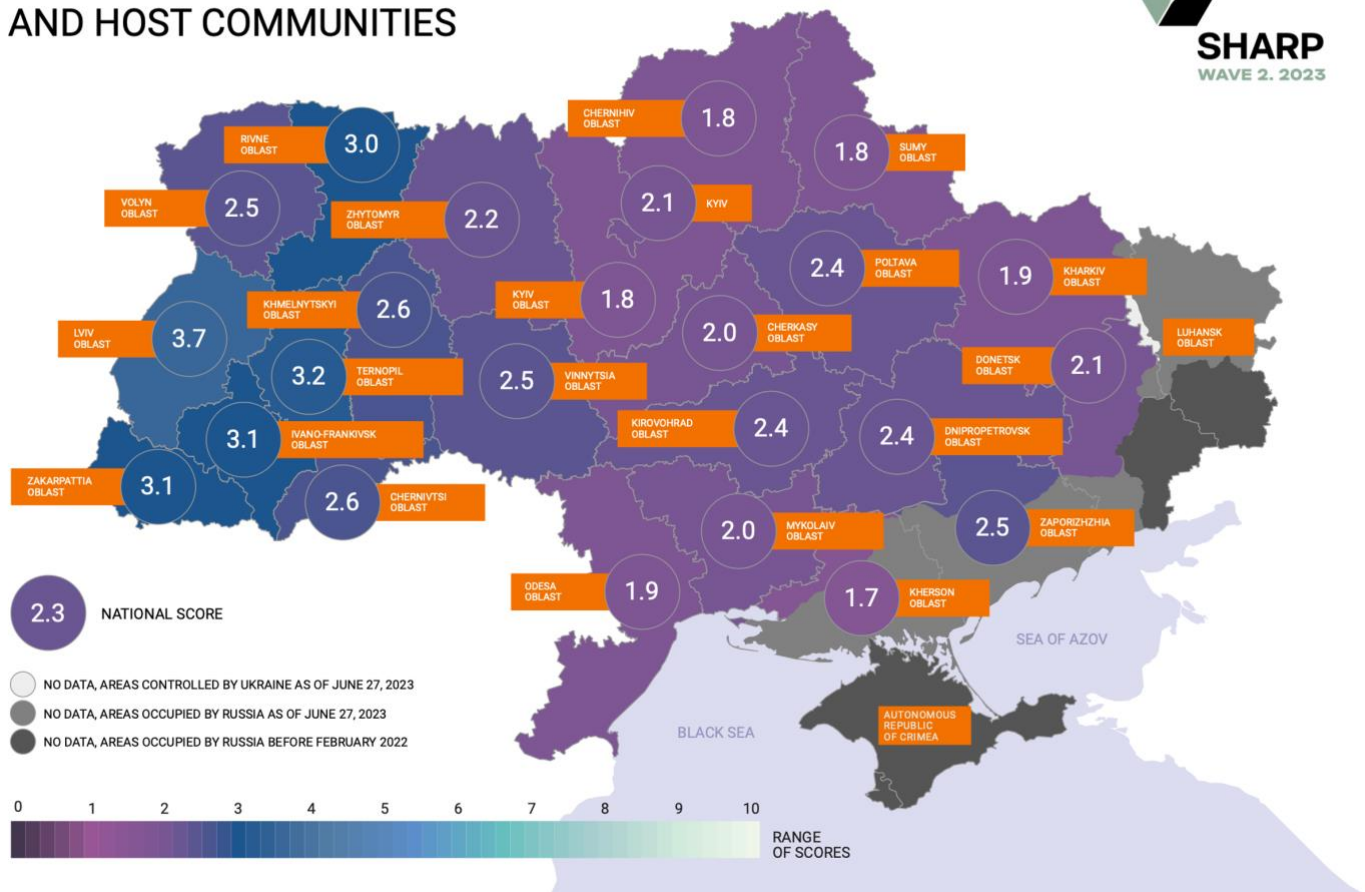 AND HOST COMMUNITIES
SHARP
WAVE 2. 2023
CHERNIHIV
OBLAST
1.8
RIVNE
OBLAST
3.0
1.8
SUMY
OBLAST
VOLYN
OBLAST
2.5
ZHYTOMYR
OBLAST
2.2
2.1
KYIV
2.4
POLTAVA
OBLAST
1.9
KHARKIV
OBLAST
KHMELNYTSKYI
OBLAST
2.6
KYIV
OBLAST
1.8
LVIV
OBLAST
3.7
2.0
CHERKASY
OBLAST
LUHANSK
OBLAST
3.2
TERNOPIL
OBLAST
2.5
VINNYTSIA
OBLAST
DONETSK
OBLAST
2.1
3.1
IVANO-FRANKIVSK
OBLAST
KIROVOHRAD
OBLAST
2.4
2.4
DNIPROPETROVSK
OBLAST
ZAKARPATTIA
OBLAST
3.1
2.6
CHERNIVTSI
OBLAST
2.0
MYKOLAIV
OBLAST
2.5
ZAPORIZHZHIA
OBLAST
ODESA
OBLAST
1.9
1.7
KHERSON
OBLAST
2.3
NATIONAL SCORE
SEA OF AZOV
NO DATA, AREAS CONTROLLED BY UKRAINE AS OF JUNE 27, 2023
NO DATA, AREAS OCCUPIED BY RUSSIA AS OF JUNE 27, 2023
NO DATA, AREAS OCCUPIED BY RUSSIA BEFORE FEBRUARY 2022
BLACK SEA
AUTONOMOUS
REPUBLIC
OF CRIMEA
0 1 2 3 4 5 6 7 8 9 10
RANGE
OF SCORES